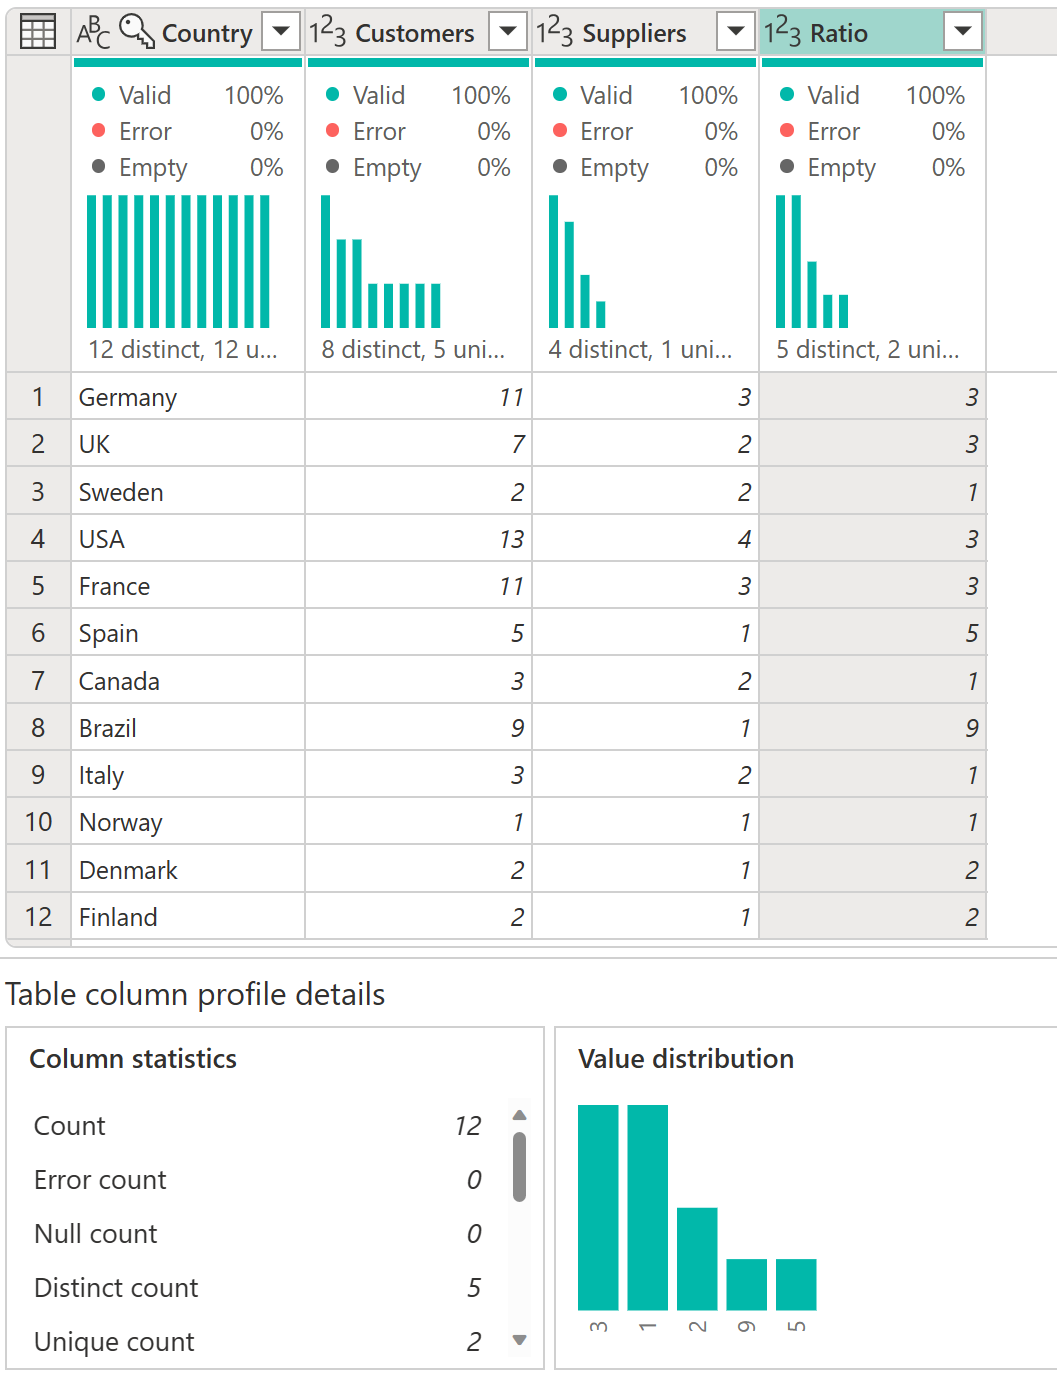 ABC Country 123 Customers 123 Suppliers 123 Ratio
Valid 100% Valid 100% Valid 100% Valid 100%
Error 0% Error 0% Error 0% Error 0%
Empty 0% Empty 0% Empty 0% Empty 0%
12 distinct, 12 u... 8 distinct, 5 uni... 4 distinct, 1 uni... 5 distinct, 2 uni...
1 Germany 11 3 3
2 UK 7 2 3
3 Sweden 2 2 1
4 USA 13 4 3
5 France 11 3 3
6 Spain 5 1 5
7 Canada 3 2 1
8 Brazil 9 1 9
9 Italy 3 2 1
10 Norway 1 1 1
11 Denmark 2 1 2
12 Finland 2 1 2
Table column profile details
Column statistics
Count 12
Error count 0
Null count 0
Distinct count 5
Unique count 2
Value distribution
3 1 2 9 5